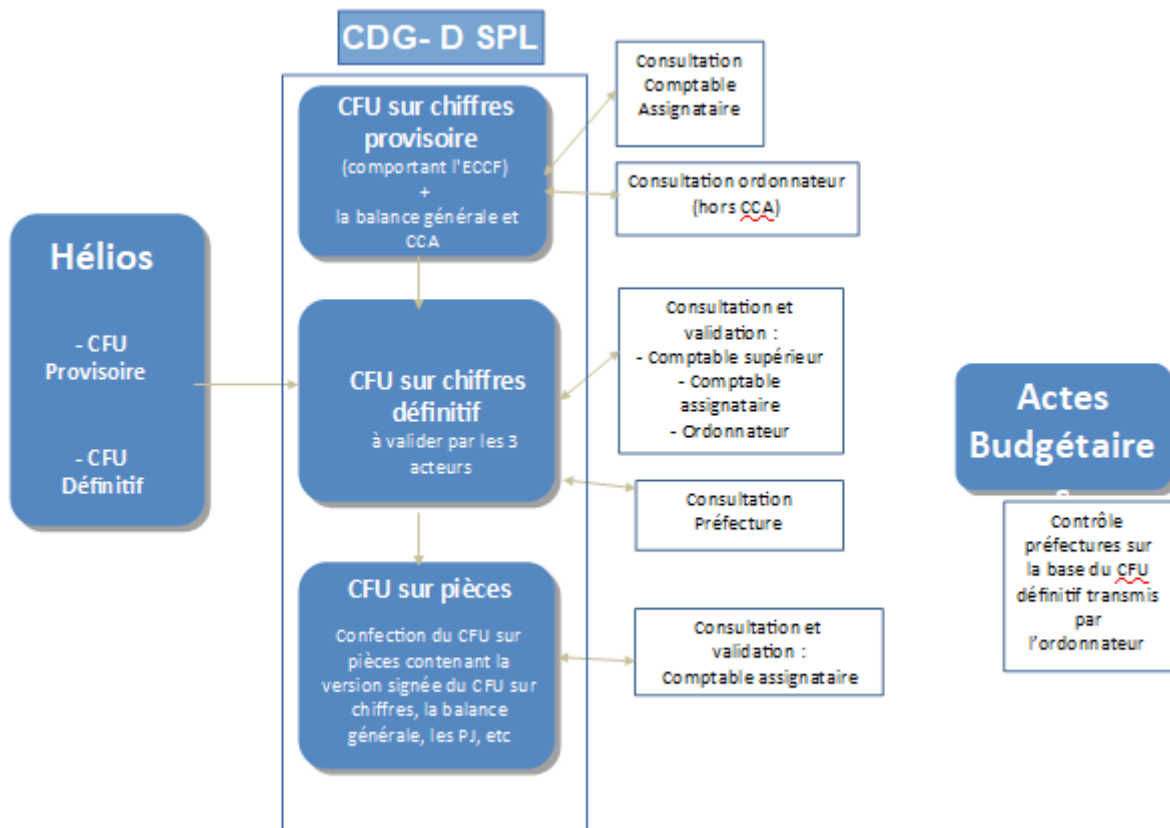 CDG- D SPL
Hélios
- CFU
Provisoire
- CFU
Définitif
CFU sur chiffres
provisoire
(comportant l'ECCF)
+
la balance générale et
CCA
CFU sur chiffres
définitif
à valider par les 3
acteurs
CFU sur pièces
Confection du CFU sur
pièces contenant la
version signée du CFU sur
chiffres, la balance
générale, les PJ, etc
Consultation
Comptable
Assignataire
Consultation ordonnateur
(hors CCA)
Consultation et
validation :
- Comptable supérieur
- Comptable
assignataire
- Ordonnateur
Consultation
Préfecture
Consultation et
validation :
Comptable assignataire
Actes
Budgétaire
s
Contrôle
préfectures sur
la base du CFU
définitif transmis
par
l'ordonnateur